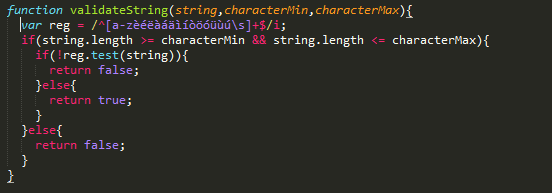 function validateString(string,characterMin,characterMax){
var reg = /^[a-zèéëàáäìíòöóüùú\s]+$/i;
if(string.length >= characterMin && string.length <= characterMax){
if(!reg.test(string)){
return false;
}else{
return true;
}
}else{
return false;
}
}